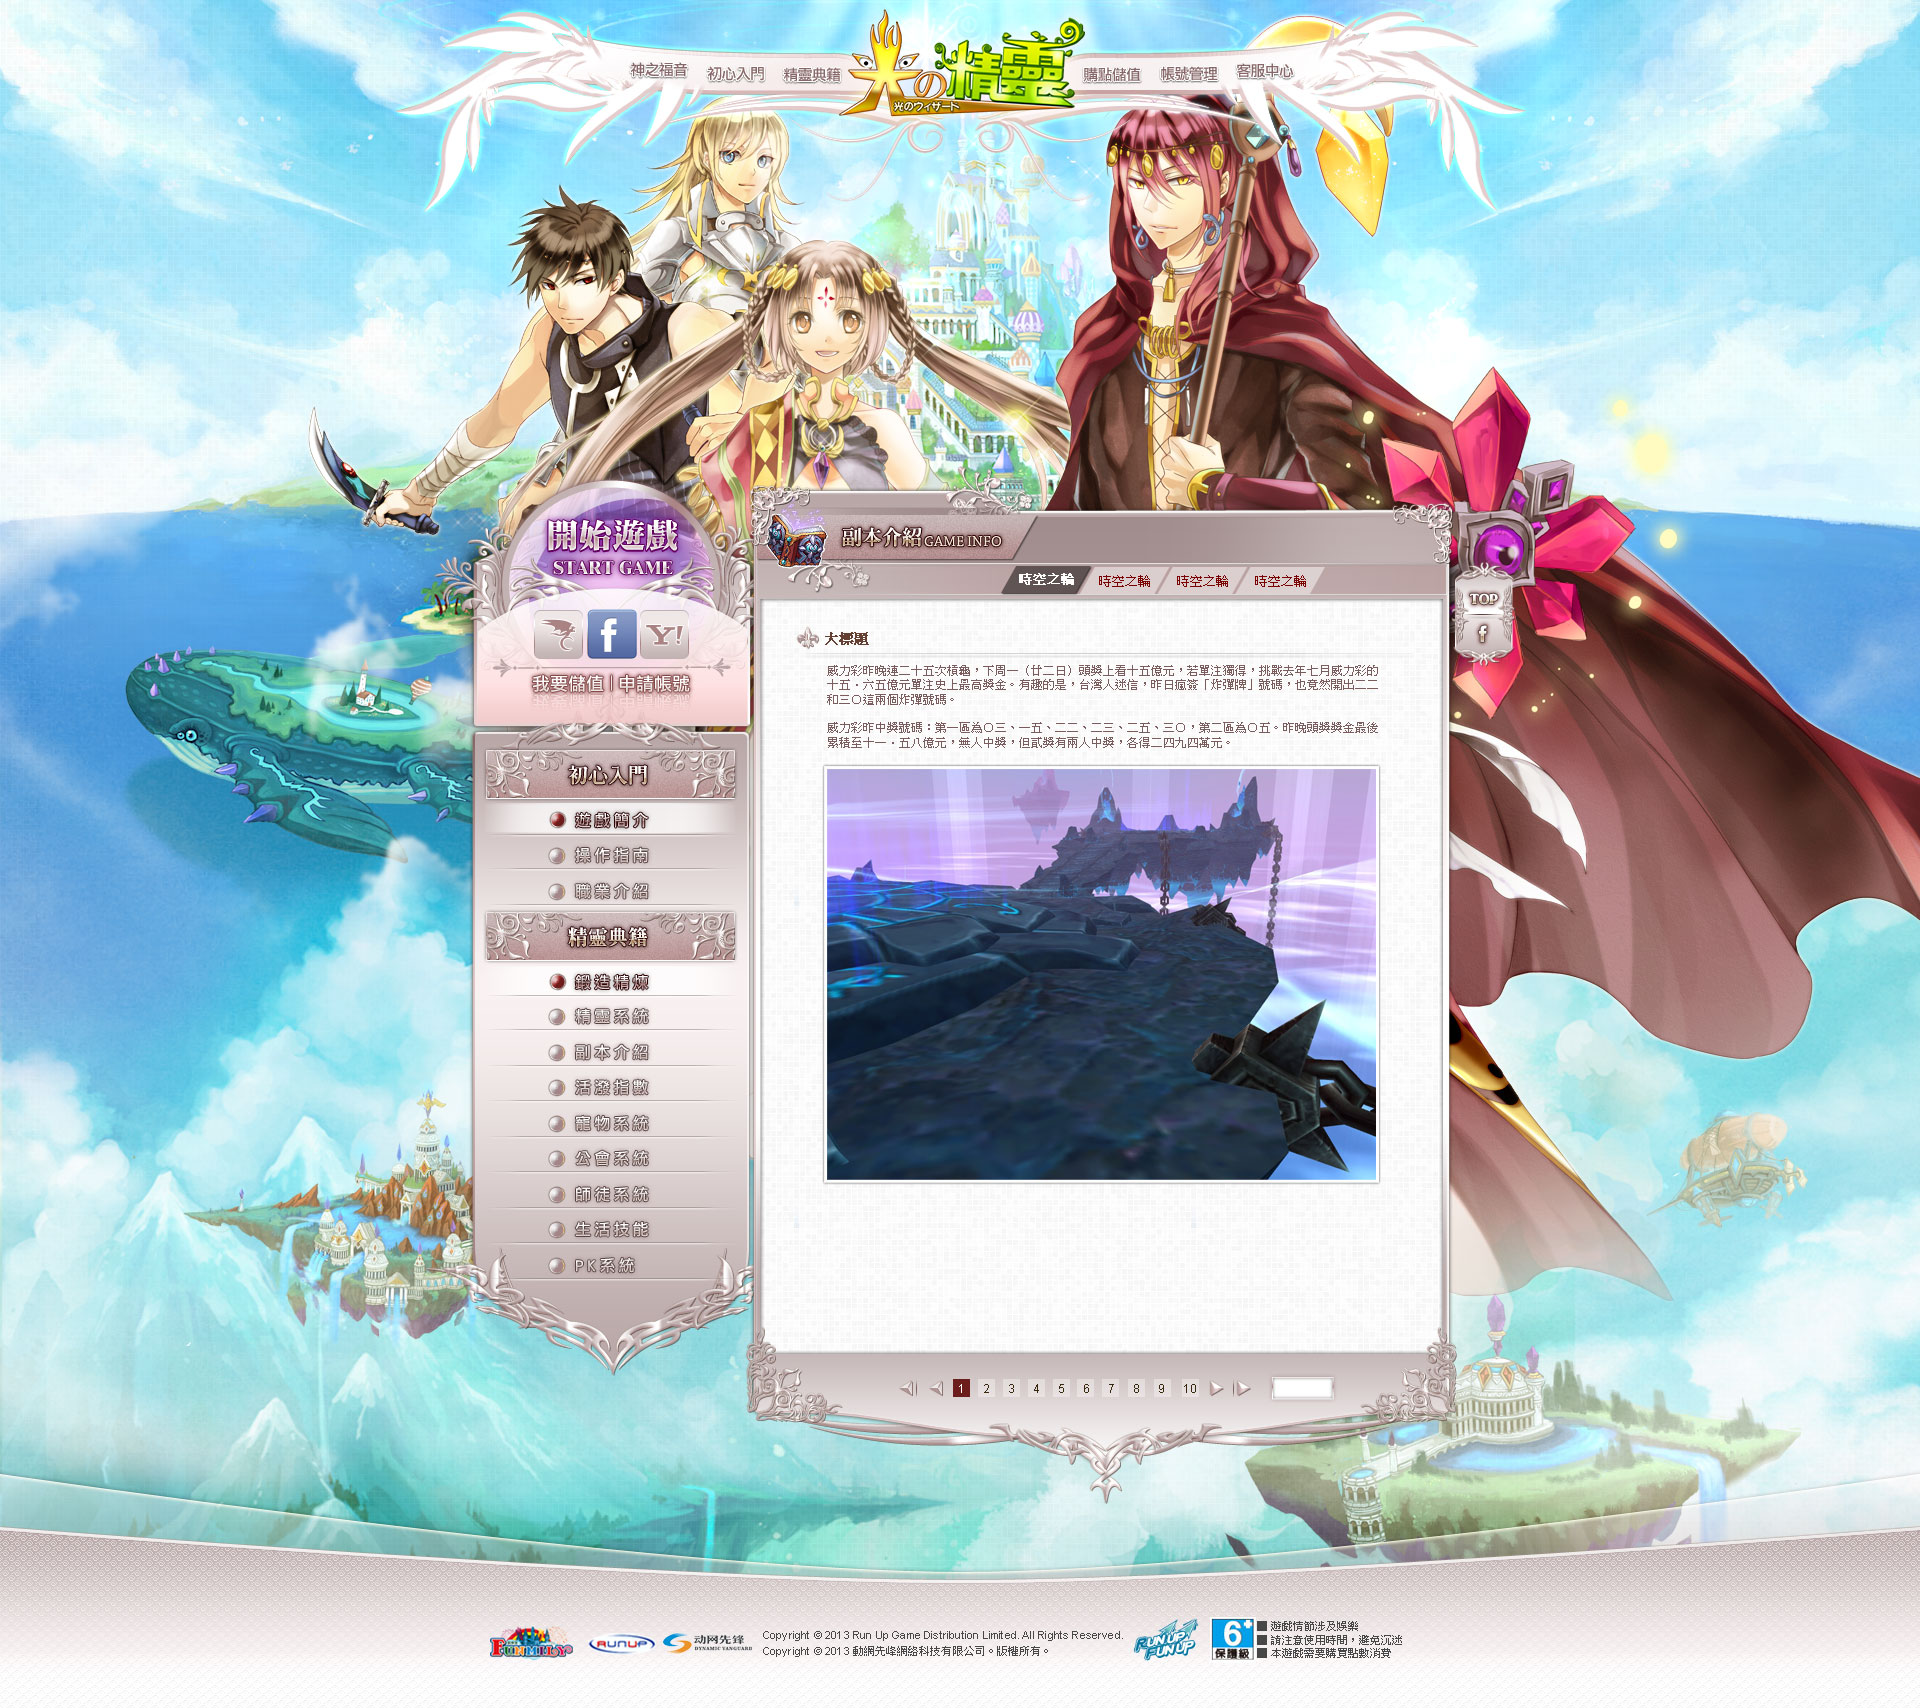 神之福音
初心入門
精靈典籍
光の精靈
光のウィザード
購點儲值
帳號管理
客服中心
開始遊戲
START GAME
f
Y!
我要儲值 | 申請帳號
初心入門
遊戲簡介
操作指南
職業介紹
精靈典籍
鍛造精煉
精靈系統
副本介紹
活潑指數
寵物系統
公會系統
師徒系統
生活技能
PK系統
副本介紹 GAME INFO
時空之輪
時空之輪
時空之輪
時空之輪
TOP
f
大標題
威力彩昨晚連二十五次槓龜，下周一（廿二日）頭獎上看十五億元，若單注獨得，挑戰去年七月威力彩的
十五．六五億元單注史上最高獎金。有趣的是，台灣人迷信，昨日瘋簽「炸彈牌」號碼，也竟然開出二二
和三○這兩個炸彈號碼。
威力彩昨中獎號碼：第一區為○三、一五、二二、二三、二五、三○，第二區為○五。昨晚頭獎獎金最後
累積至十一．五八億元，無人中獎，但貳獎有兩人中獎，各得二四九四萬元。
1 2 3 4 5 6 7 8 9 10
FUNMILY
RUNUP
动网先锋
DYNAMIC VANGUARD
Copyright © 2013 Run Up Game Distribution Limited. All Rights Reserved.
Copyright © 2013 動網先峰網絡科技有限公司。版權所有。
RUN UP
FUN UP
6+
保護級
遊戲情節涉及娛樂
請注意使用時間，避免沉迷
本遊戲需要購買點數消費